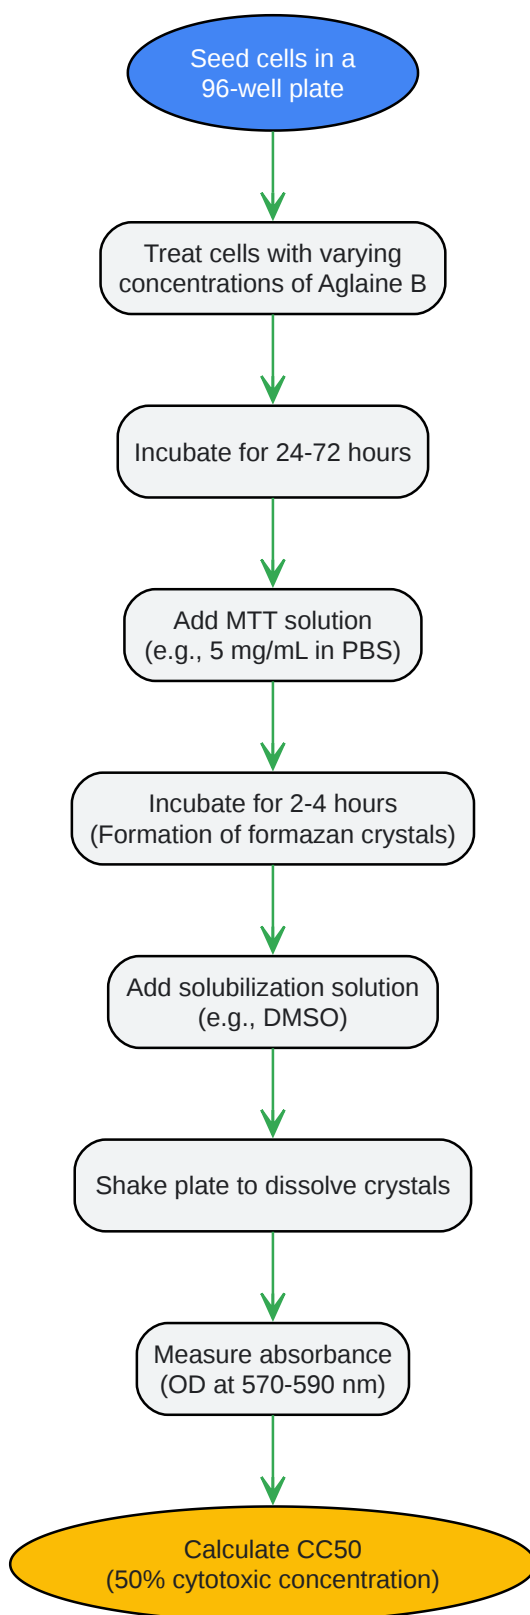 Seed cells in a
96-well plate
Treat cells with varying
concentrations of Aglaine B
Incubate for 24-72 hours
Add MTT solution
(e.g., 5 mg/mL in PBS)
Incubate for 2-4 hours
(Formation of formazan crystals)
Add solubilization solution
(e.g., DMSO)
Shake plate to dissolve crystals
Measure absorbance
(OD at 570-590 nm)
Calculate CC50
(50% cytotoxic concentration)